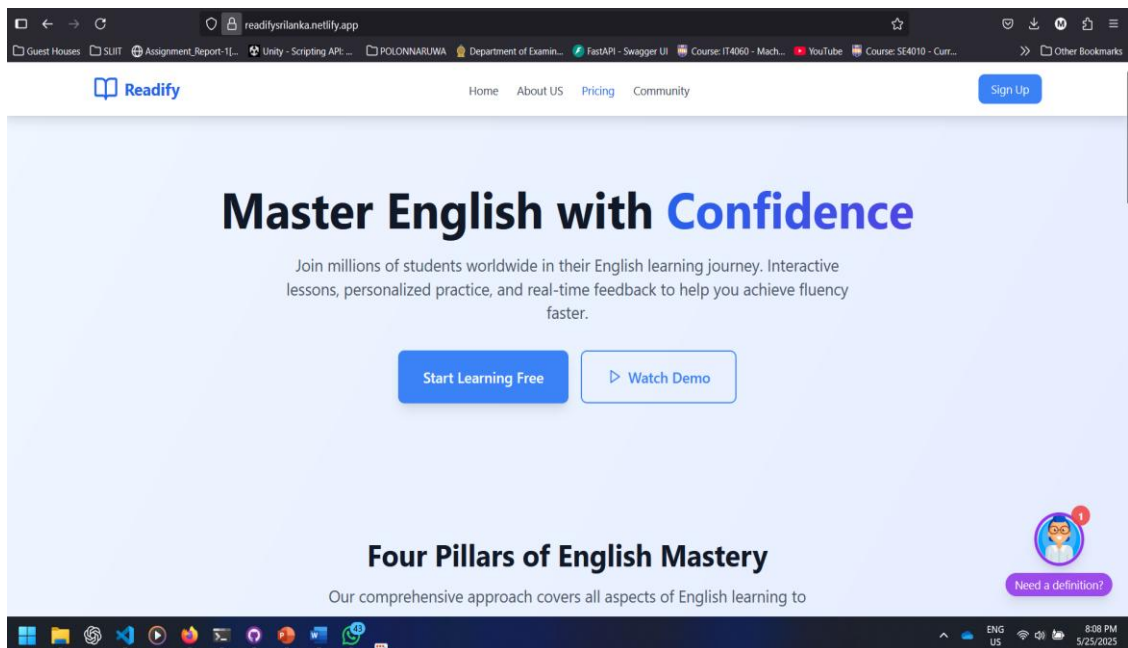 readifysrilanka.netlify.app
Guest Houses SLIIT Assignment_Report-1[... Unity - Scripting API: ... POLONNARUWA Department of Examin... FastAPI - Swagger UI Course: IT4060 - Mach... YouTube Course: SE4010 - Curr... Other Bookmarks
Readify Home About US Pricing Community Sign Up
Master English with Confidence
Join millions of students worldwide in their English learning journey. Interactive
lessons, personalized practice, and real-time feedback to help you achieve fluency
faster.
Start Learning Free Watch Demo
1
Four Pillars of English Mastery
Need a definition?
Our comprehensive approach covers all aspects of English learning to
43
ENG 8:08 PM
US 5/25/2025